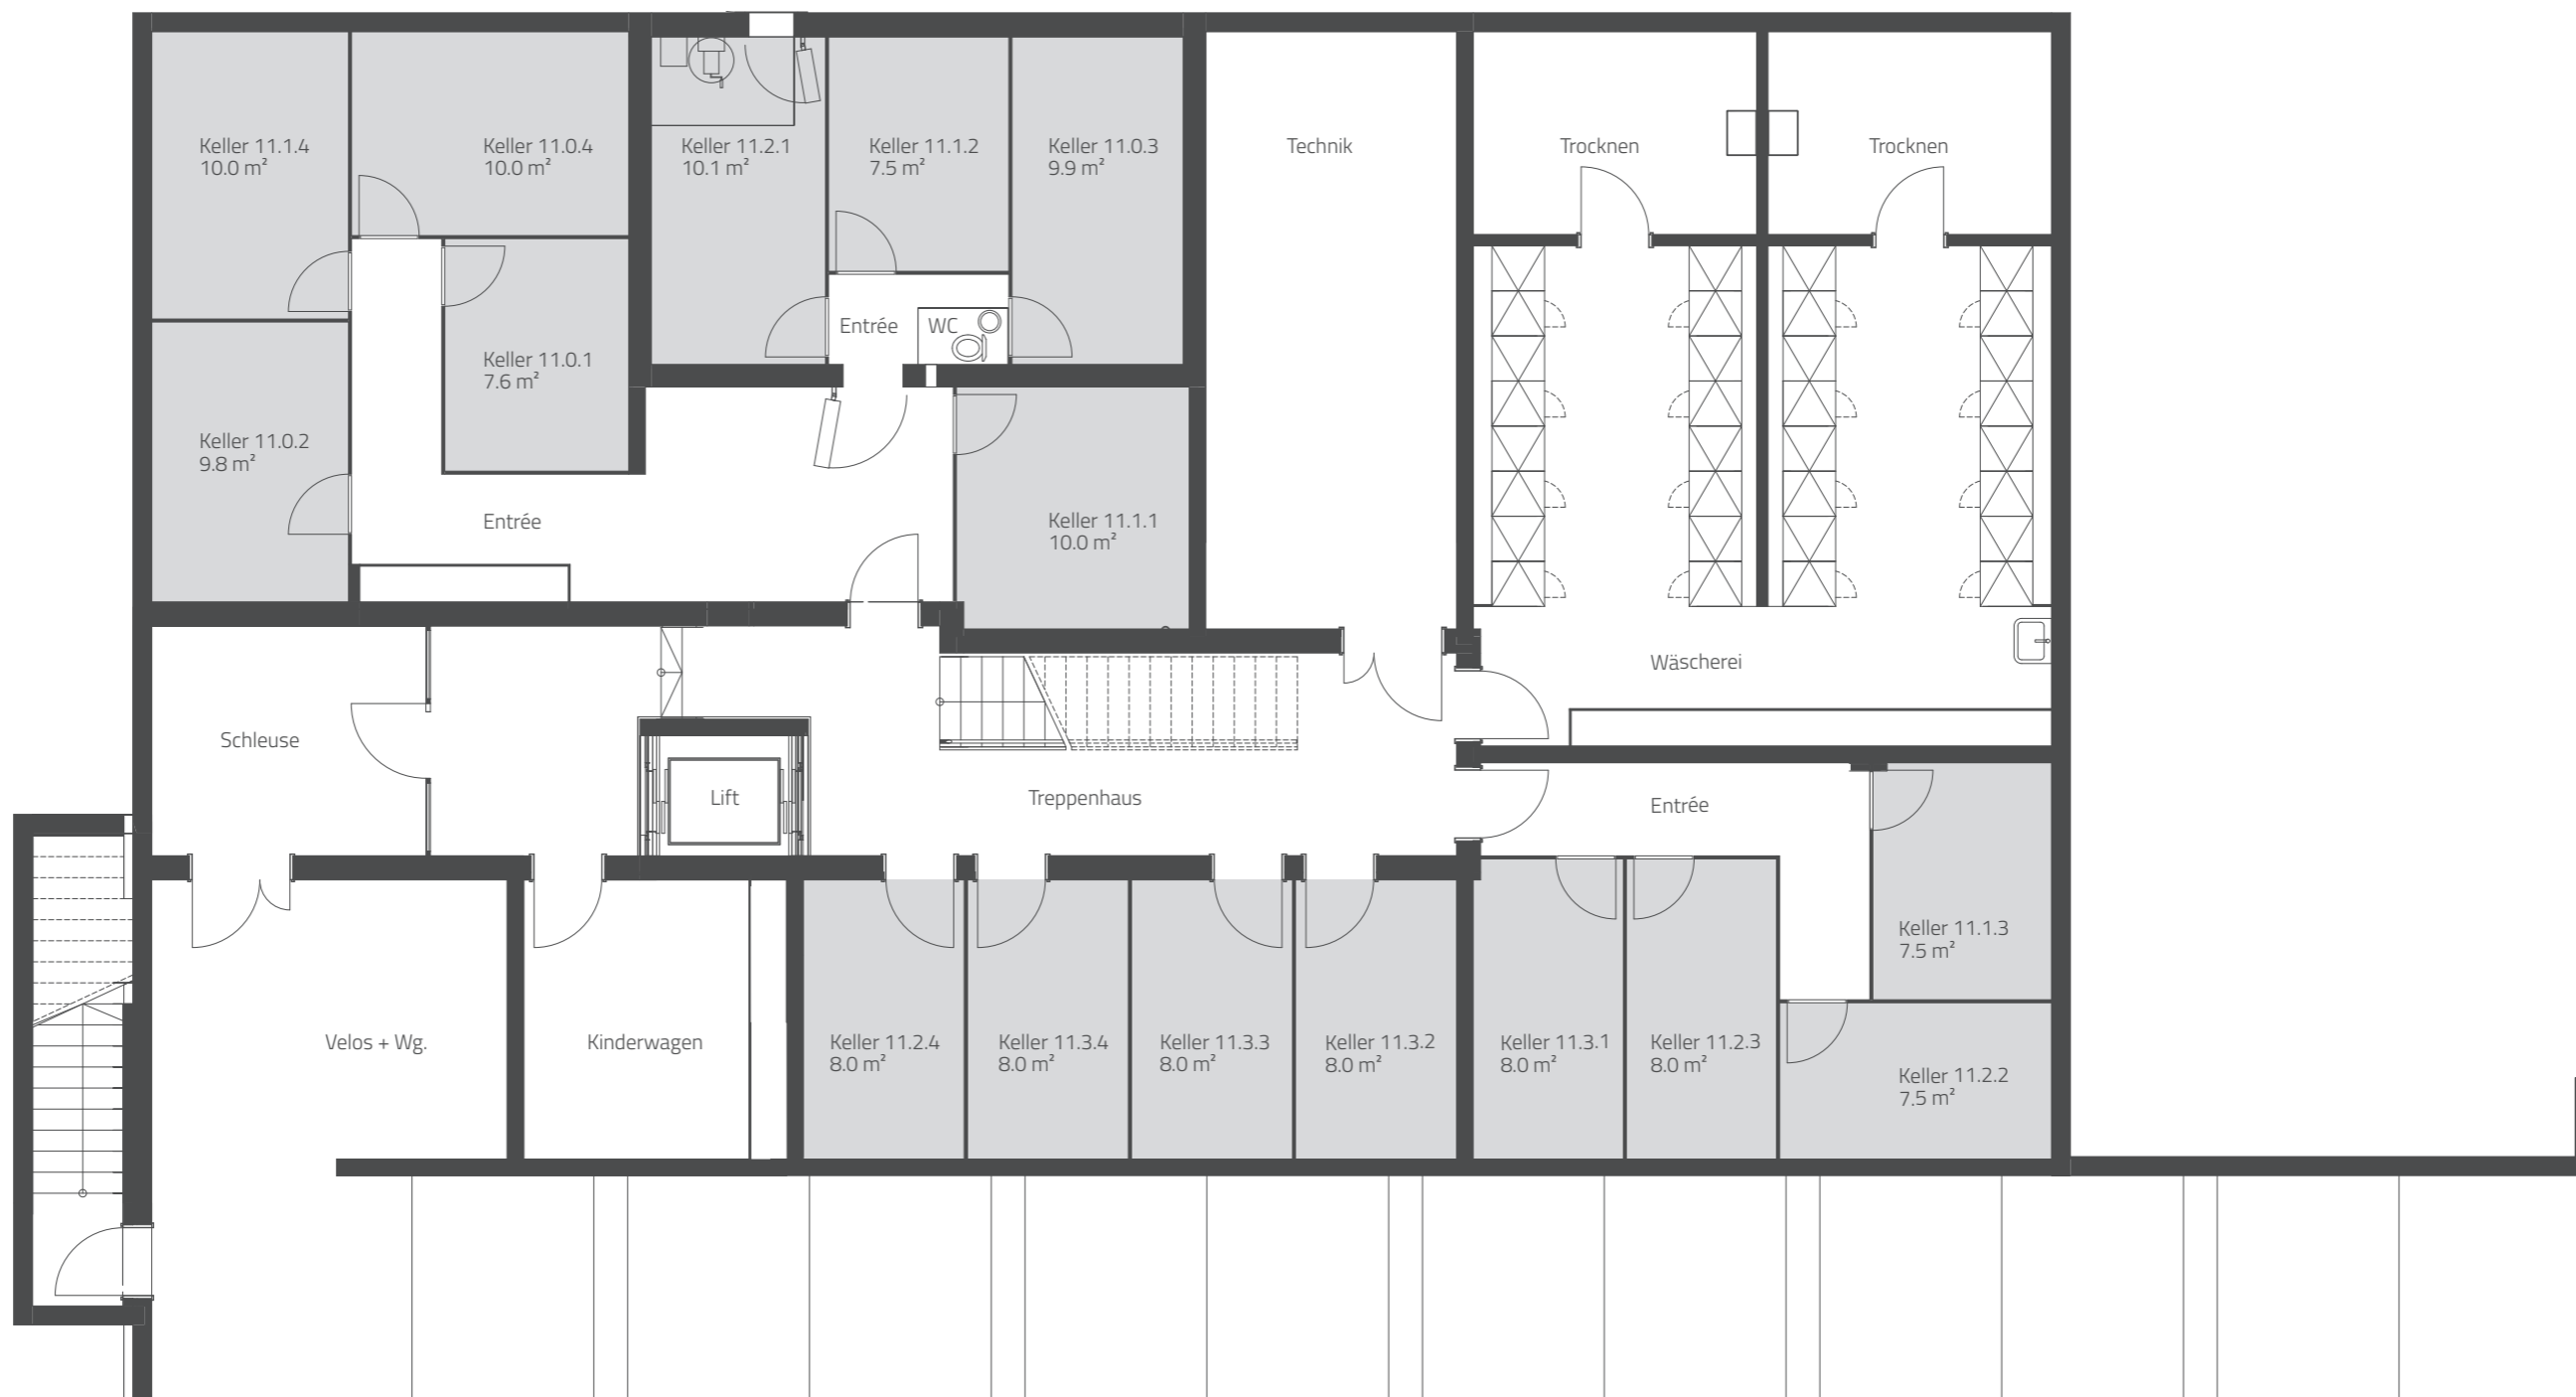 Keller 11.1.4
10.0 m²
Keller 11.0.4
10.0 m²
Keller 11.2.1
10.1 m²
Keller 11.1.2
7.5 m²
Keller 11.0.3
9.9 m²
Technik
Trocknen
Trocknen
Entrée
WC
Keller 11.0.1
7.6 m²
Keller 11.0.2
9.8 m²
Entrée
Keller 11.1.1
10.0 m²
Wäscherei
Schleuse
Lift
Treppenhaus
Entrée
Keller 11.1.3
7.5 m²
Velos + Wg.
Kinderwagen
Keller 11.2.4
8.0 m²
Keller 11.3.4
8.0 m²
Keller 11.3.3
8.0 m²
Keller 11.3.2
8.0 m²
Keller 11.3.1
8.0 m²
Keller 11.2.3
8.0 m²
Keller 11.2.2
7.5 m²